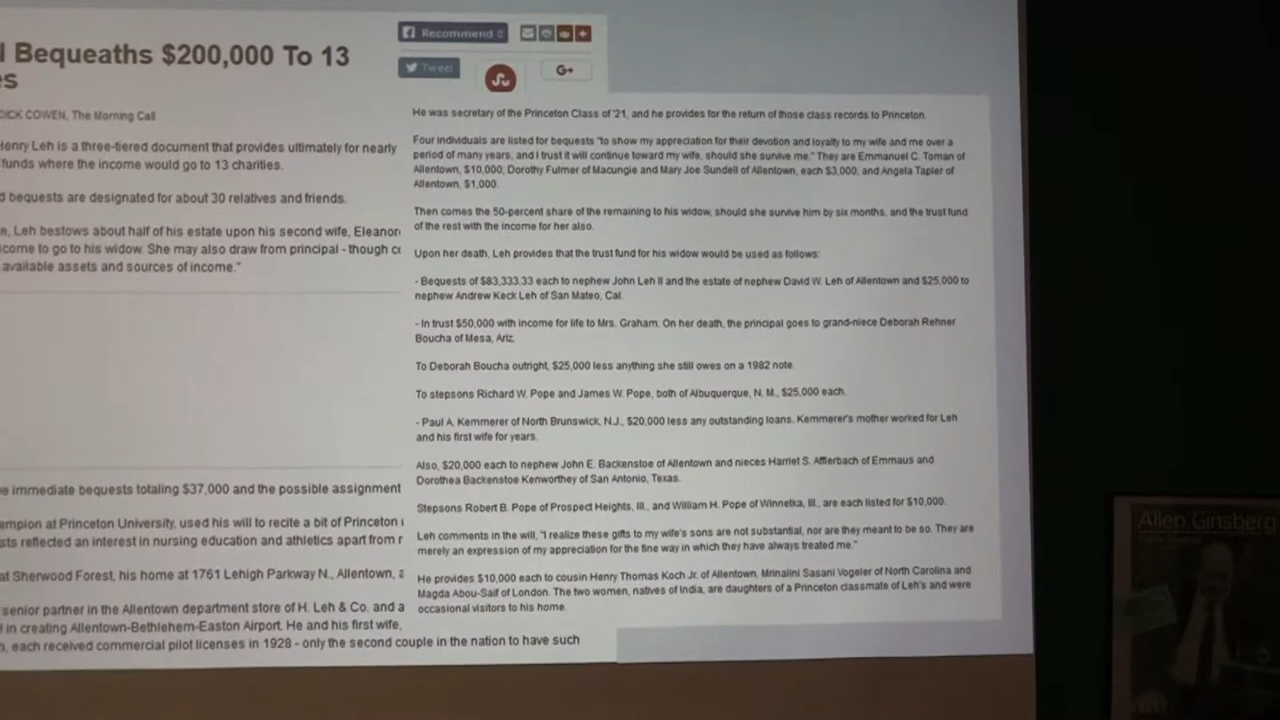 l Bequeaths $200,000 To 13
es
DICK COWEN, The Morning Call
Henry Leh is a three-tiered document that provides ultimately for nearly
funds where the income would go to 13 charities.
d bequests are designated for about 30 relatives and friends.
e, Leh bestows about half of his estate upon his second wife, Eleanor
come to go to his widow. She may also draw from principal - though co
available assets and sources of income."
e immediate bequests totaling $37,000 and the possible assignment
ampion at Princeton University, used his will to recite a bit of Princeton
sts reflected an interest in nursing education and athletics apart from r
at Sherwood Forest, his home at 1761 Lehigh Parkway N., Allentown, a
senior partner in the Allentown department store of H. Leh & Co. and a
l in creating Allentown-Bethlehem-Easton Airport. He and his first wife,
h, each received commercial pilot licenses in 1928 - only the second couple in the nation to have such
Recommend 0
Tweet
G+
He was secretary of the Princeton Class of '21, and he provides for the return of those class records to Princeton.
Four individuals are listed for bequests "to show my appreciation for their devotion and loyalty to my wife and me over a
period of many years, and I trust it will continue toward my wife, should she survive me." They are Emmanuel C. Toman of
Allentown, $10,000; Dorothy Fulmer of Macungie and Mary Joe Sundell of Allentown, each $3,000, and Angela Tapler of
Allentown, $1,000.
Then comes the 50-percent share of the remaining to his widow, should she survive him by six months, and the trust fund
of the rest with the income for her also.
Upon her death, Leh provides that the trust fund for his widow would be used as follows:
- Bequests of $83,333.33 each to nephew John Leh II and the estate of nephew David W. Leh of Allentown and $25,000 to
nephew Andrew Keck Leh of San Mateo, Cal.
- In trust $50,000 with income for life to Mrs. Graham. On her death, the principal goes to grand-niece Deborah Rehner
Boucha of Mesa, Ariz.
To Deborah Boucha outright, $25,000 less anything she still owes on a 1982 note.
To stepsons Richard W. Pope and James W. Pope, both of Albuquerque, N. M., $25,000 each.
- Paul A. Kemmerer of North Brunswick, N.J., $20,000 less any outstanding loans. Kemmerer's mother worked for Leh
and his first wife for years.
Also, $20,000 each to nephew John E. Backenstoe of Allentown and nieces Harriet S. Afflerbach of Emmaus and
Dorothea Backenstoe Kenworthey of San Antonio, Texas.
Stepsons Robert B. Pope of Prospect Heights, Ill., and William H. Pope of Winnetka, Ill., are each listed for $10,000.
Leh comments in the will, "I realize these gifts to my wife's sons are not substantial, nor are they meant to be so. They are
merely an expression of my appreciation for the fine way in which they have always treated me."
He provides $10,000 each to cousin Henry Thomas Koch Jr. of Allentown, Mrinalini Sasani Vogeler of North Carolina and
Magda Abou-Saif of London. The two women, natives of India, are daughters of a Princeton classmate of Leh's and were
occasional visitors to his home.
Allen Ginsberg